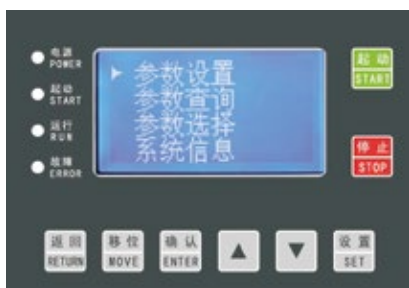 电源
POWER
起动
START
运行
RUN
故障
ERROR
参数设置
参数查询
参数选择
系统信息
起动
START
停止
STOP
返回
RETURN
移位
MOVE
确认
ENTER
设置
SET